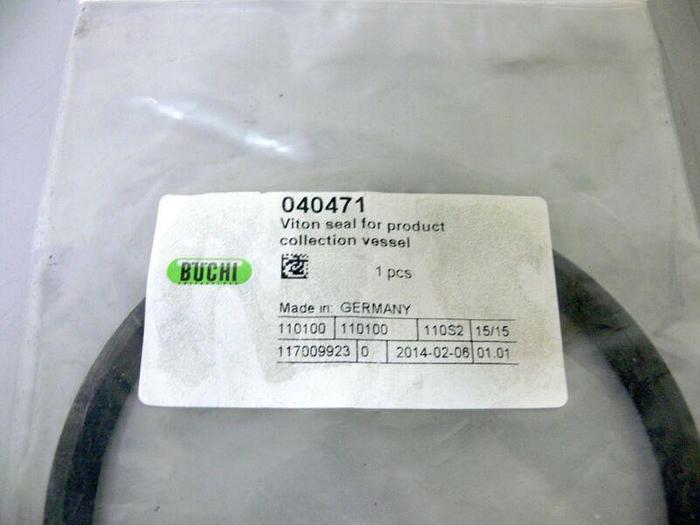 040471
Viton seal for product
collection vessel
BÜCHI
1 pcs
Made in: GERMANY
110100 110100 110S2 15/15
117009923 0 2014-02-06 01.01